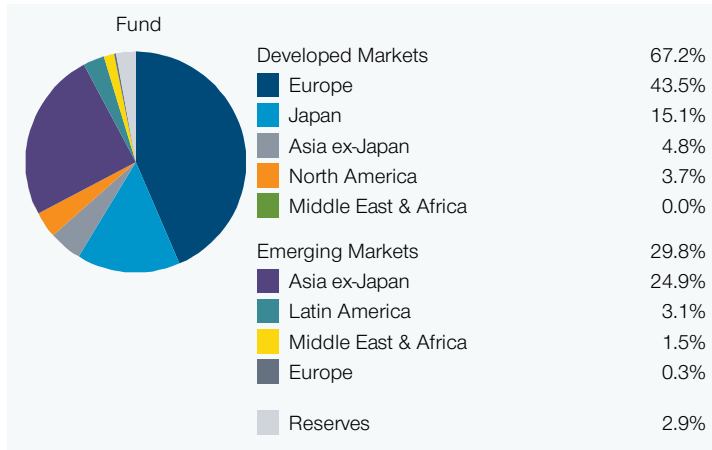 Fund
Developed Markets 67.2%
Europe 43.5%
Japan 15.1%
Asia ex-Japan 4.8%
North America 3.7%
Middle East & Africa 0.0%
Emerging Markets 29.8%
Asia ex-Japan 24.9%
Latin America 3.1%
Middle East & Africa 1.5%
Europe 0.3%
Reserves 2.9%